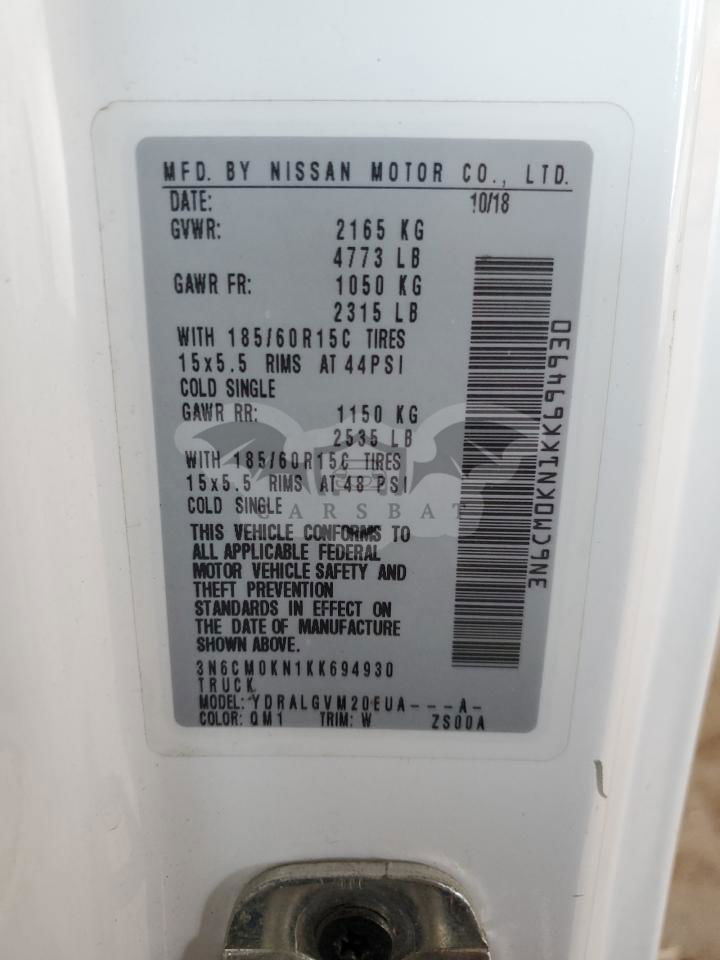 MFD. BY NISSAN MOTOR CO., LTD.
DATE: 10/18
GVWR: 2165 KG
4773 LB
GAWR FR: 1050 KG
2315 LB
WITH 185/60R15C TIRES
15x5.5 RIMS AT 44PSI
COLD SINGLE
GAWR RR: 1150 KG
2535 LB
WITH 185/60R15C TIRES
15x5.5 RIMS AT 48 PSI
COLD SINGLE
CARSBAT
THIS VEHICLE CONFORMS TO
ALL APPLICABLE FEDERAL
MOTOR VEHICLE SAFETY AND
THEFT PREVENTION
STANDARDS IN EFFECT ON
THE DATE OF MANUFACTURE
SHOWN ABOVE.
3N6CM0KN1KK694930
TRUCK
MODEL: YDRALGVM20EUA----A-
COLOR: QM1 TRIM: W ZS00A
3N6CM0KN1KK694930